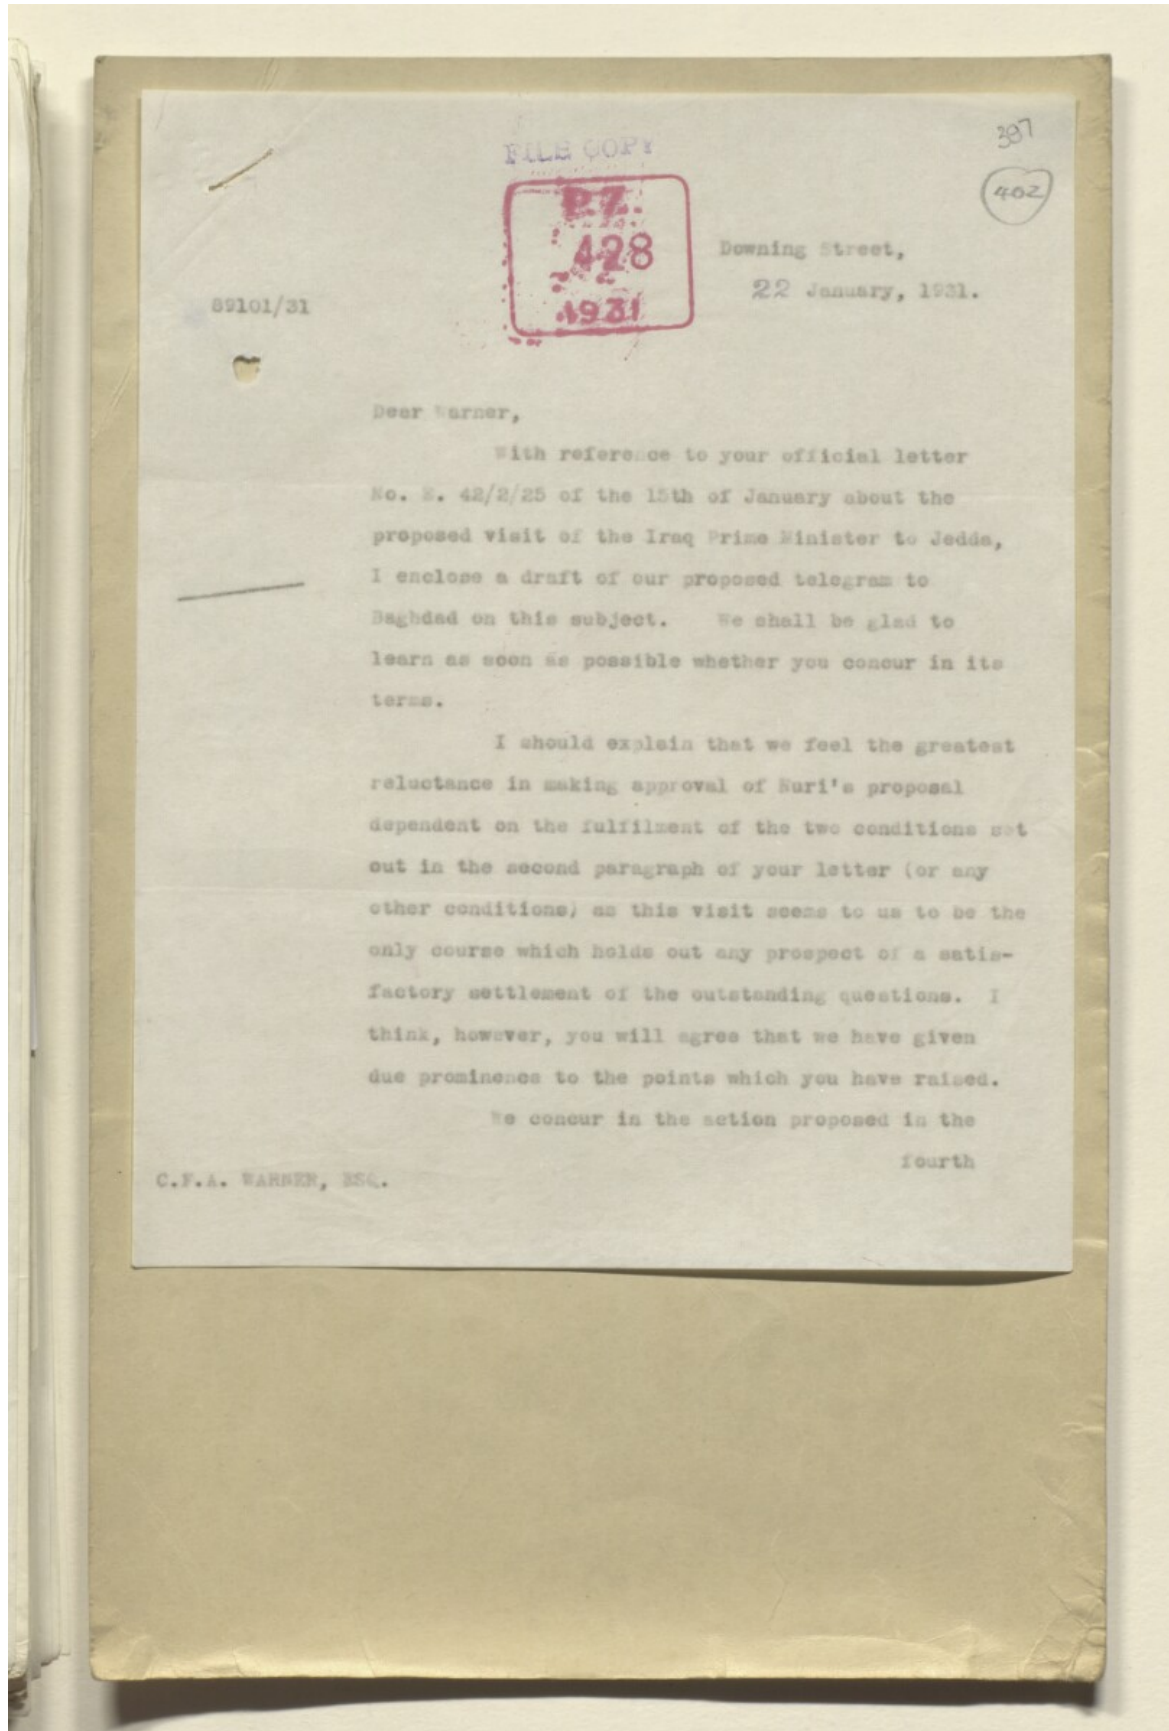 387
402
FILE COPY
P.Z.
428
1931
Downing Street,
22 January, 1931.
89101/31
Dear Warner,
With reference to your official letter
No. E. 42/2/25 of the 15th of January about the
proposed visit of the Iraq Prime Minister to Jedda,
I enclose a draft of our proposed telegram to
Baghdad on this subject. We shall be glad to
learn as soon as possible whether you concur in its
terms.
I should explain that we feel the greatest
reluctance in making approval of Nuri's proposal
dependent on the fulfilment of the two conditions set
out in the second paragraph of your letter (or any
other conditions) as this visit seems to us to be the
only course which holds out any prospect of a satis-
factory settlement of the outstanding questions. I
think, however, you will agree that we have given
due prominence to the points which you have raised.
We concur in the action proposed in the
fourth
C.F.A. WARNER, ESQ.